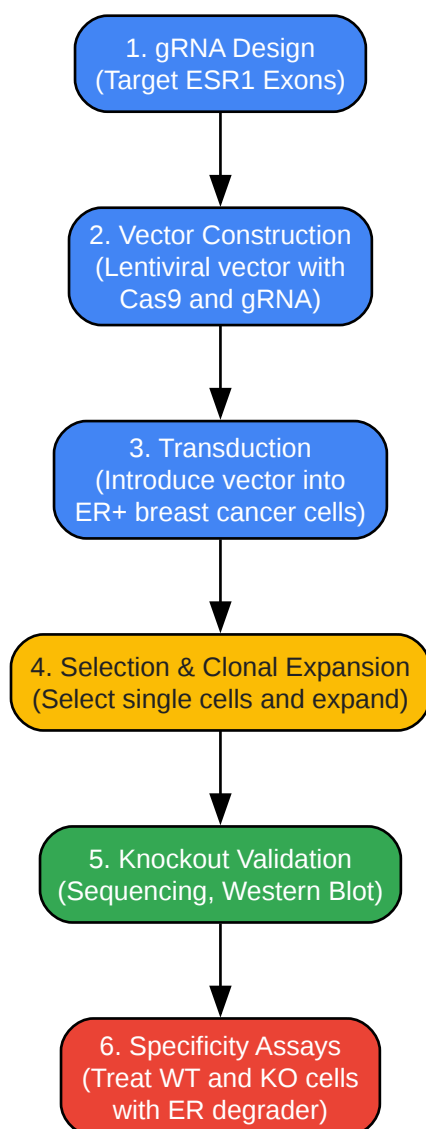 1. gRNA Design
(Target ESR1 Exons)
2. Vector Construction
(Lentiviral vector with
Cas9 and gRNA)
3. Transduction
(Introduce vector into
ER+ breast cancer cells)
4. Selection & Clonal Expansion
(Select single cells and expand)
5. Knockout Validation
(Sequencing, Western Blot)
6. Specificity Assays
(Treat WT and KO cells
with ER degrader)